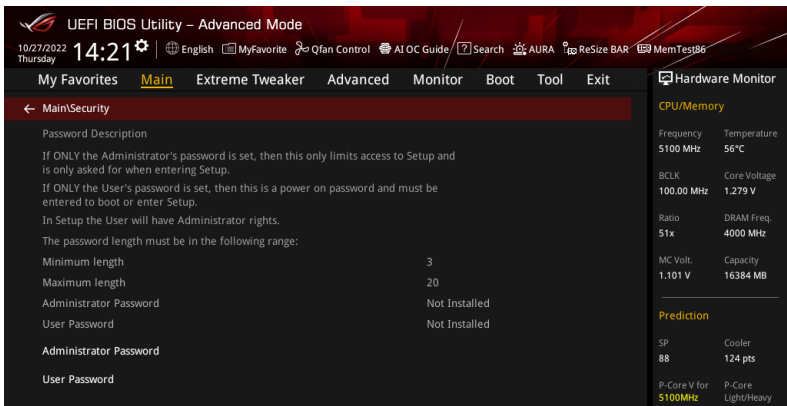 UEFI BIOS Utility – Advanced Mode
10/27/2022 Thursday 14:21 English MyFavorite Qfan Control AI OC Guide Search AURA ReSize BAR MemTest86
My Favorites Main Extreme Tweaker Advanced Monitor Boot Tool Exit
← Main\Security
Password Description
If ONLY the Administrator's password is set, then this only limits access to Setup and
is only asked for when entering Setup.
If ONLY the User's password is set, then this is a power on password and must be
entered to boot or enter Setup.
In Setup the User will have Administrator rights.
The password length must be in the following range:
Minimum length 3
Maximum length 20
Administrator Password Not Installed
User Password Not Installed
Administrator Password
User Password
Hardware Monitor
CPU/Memory
Frequency Temperature
5100 MHz 56°C
BCLK Core Voltage
100.00 MHz 1.279 V
Ratio DRAM Freq.
51x 4000 MHz
MC Volt. Capacity
1.101 V 16384 MB
Prediction
SP Cooler
88 124 pts
P-Core V for P-Core
5100MHz Light/Heavy